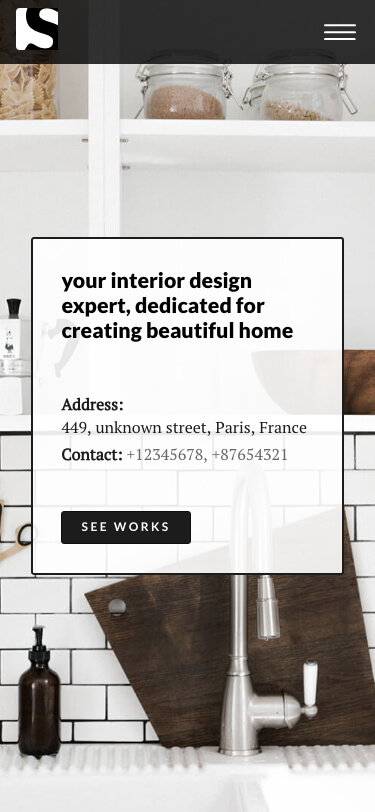 S
your interior design
expert, dedicated for
creating beautiful home
Address:
449, unknown street, Paris, France
Contact: +12345678, +87654321
SEE WORKS